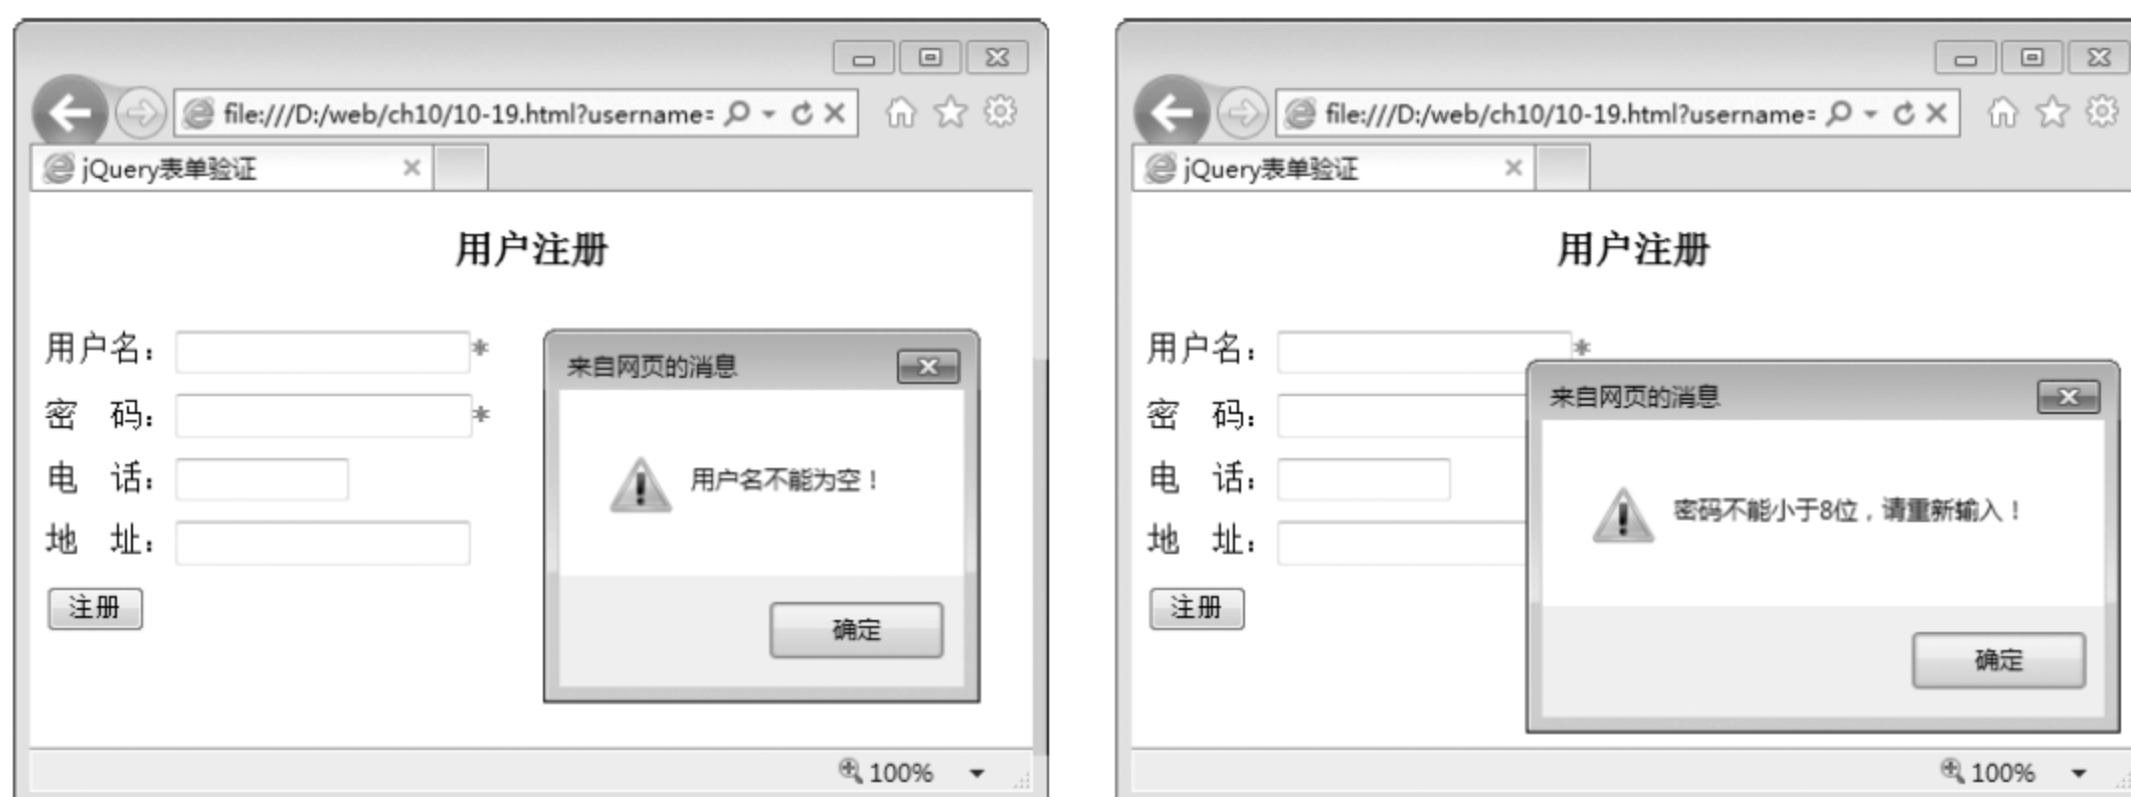 file:///D:/web/ch10/10-19.html?username=
jQuery表单验证
用户注册
用户名：*
密 码：*
电 话：
地 址：
注册
来自网页的消息
用户名不能为空！
确定
100%
file:///D:/web/ch10/10-19.html?username=
jQuery表单验证
用户注册
用户名：*
密 码：
电 话：
地 址：
注册
来自网页的消息
密码不能小于8位，请重新输入！
确定
100%